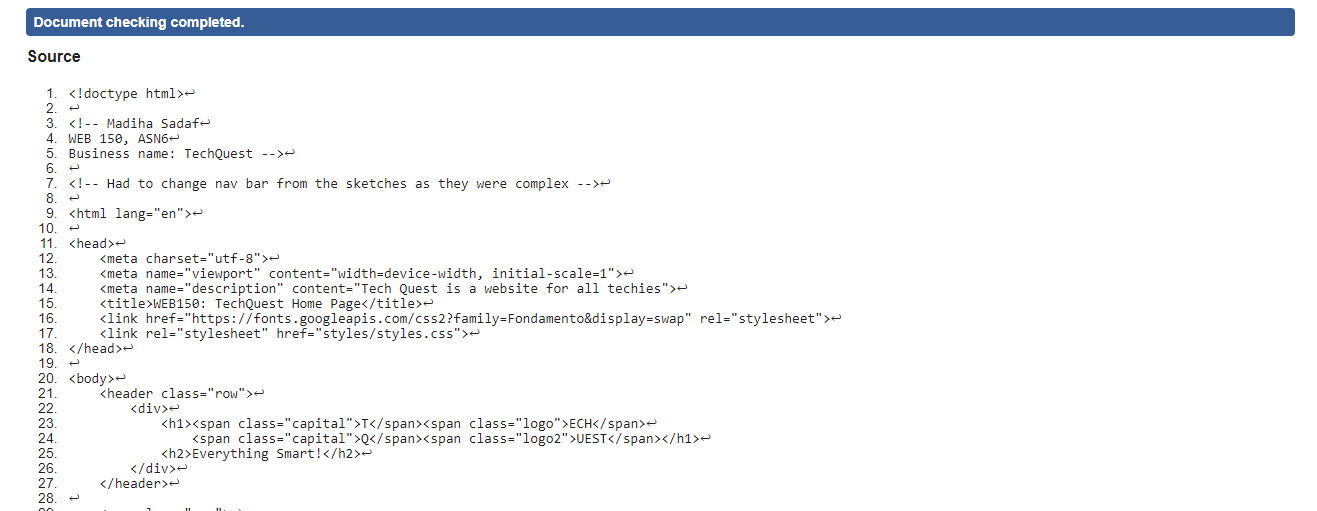 Document checking completed.
Source
1. <!doctype html>↩
2. ↩
3. <!-- Madiha Sadaf↩
4. WEB 150, ASN6↩
5. Business name: TechQuest -->↩
6. ↩
7. <!-- Had to change nav bar from the sketches as they were complex -->↩
8. ↩
9. <html lang="en">↩
10. ↩
11. <head>↩
12. <meta charset="utf-8">↩
13. <meta name="viewport" content="width=device-width, initial-scale=1">↩
14. <meta name="description" content="Tech Quest is a website for all techies">↩
15. <title>WEB150: TechQuest Home Page</title>↩
16. <link href="https://fonts.googleapis.com/css2?family=Fondamento&display=swap" rel="stylesheet">↩
17. <link rel="stylesheet" href="styles/styles.css">↩
18. </head>↩
19. ↩
20. <body>↩
21. <header class="row">↩
22. <div>↩
23. <h1><span class="capital">T</span><span class="logo">ECH</span>↩
24. <span class="capital">Q</span><span class="logo2">UEST</span></h1>↩
25. <h2>Everything Smart!</h2>↩
26. </div>↩
27. </header>↩
28. ↩